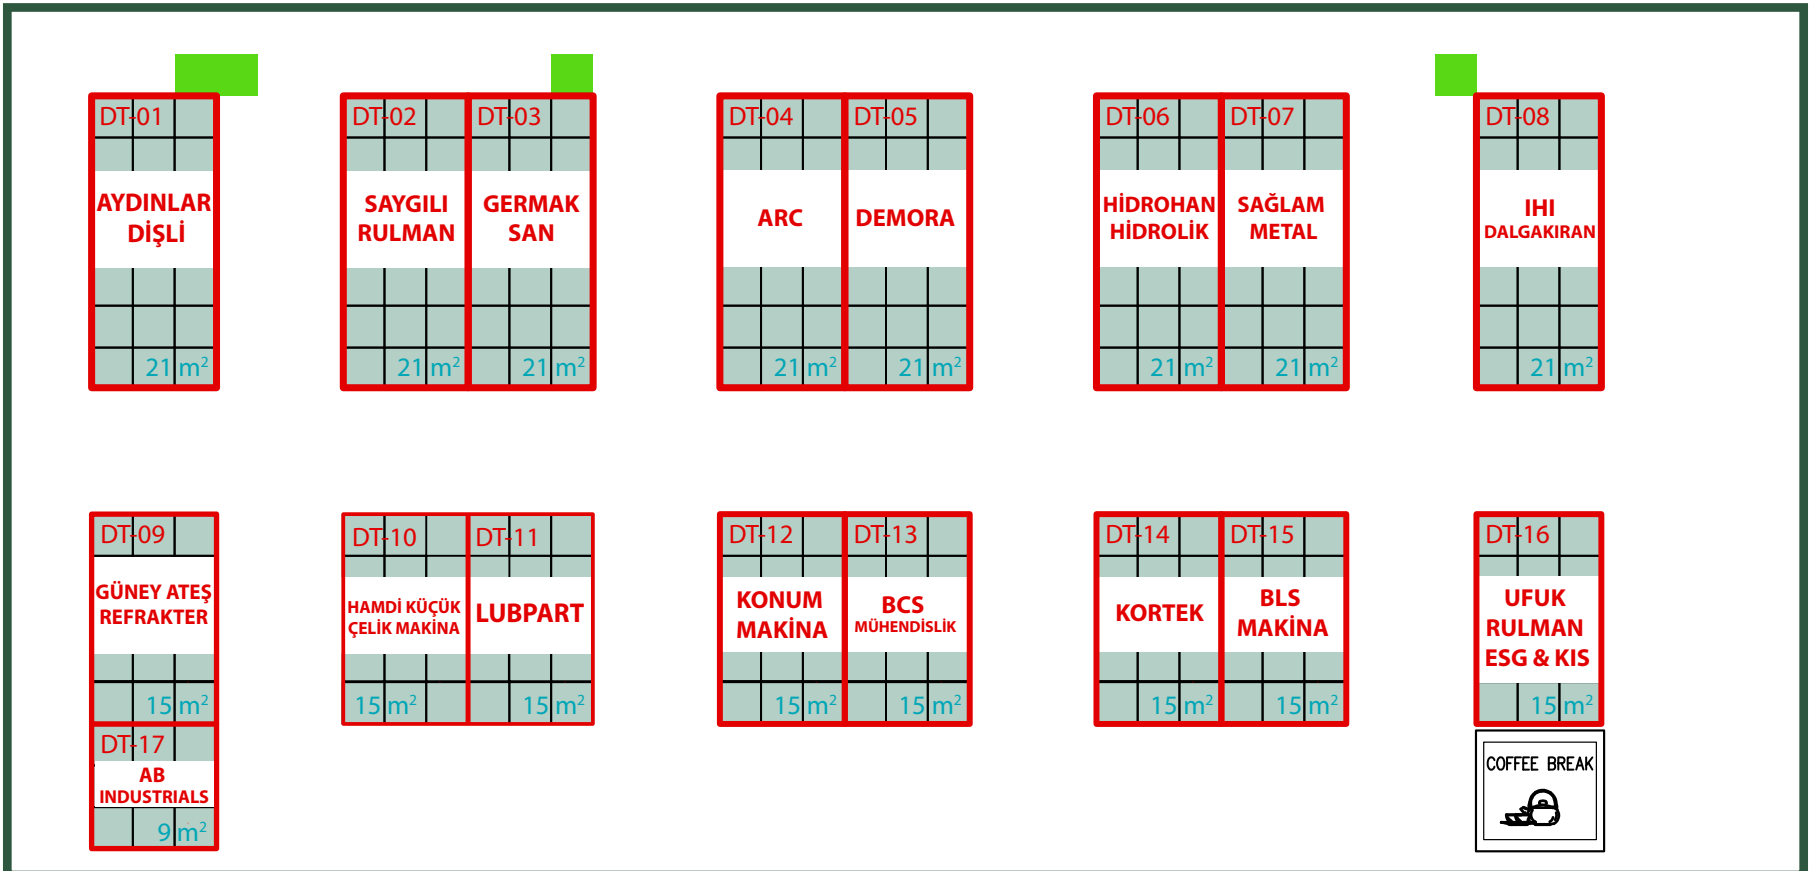 DT-01
AYDINLAR
DİŞLİ
21 m²
DT-02
SAYGILI
RULMAN
21 m²
DT-03
GERMAK
SAN
21 m²
DT-04
ARC
21 m²
DT-05
DEMORA
21 m²
DT-06
HİDROHAN
HİDROLİK
21 m²
DT-07
SAĞLAM
METAL
21 m²
DT-08
IHI
DALGAKIRAN
21 m²
DT-09
GÜNEY ATEŞ
REFRAKTER
15 m²
DT-10
HAMDİ KÜÇÜK
ÇELİK MAKİNA
15 m²
DT-11
LUBPART
15 m²
DT-12
KONUM
MAKİNA
15 m²
DT-13
BCS
MÜHENDİSLİK
15 m²
DT-14
KORTEK
15 m²
DT-15
BLS
MAKİNA
15 m²
DT-16
UFUK
RULMAN
ESG & KIS
15 m²
DT-17
AB
INDUSTRIALS
9 m²
COFFEE BREAK